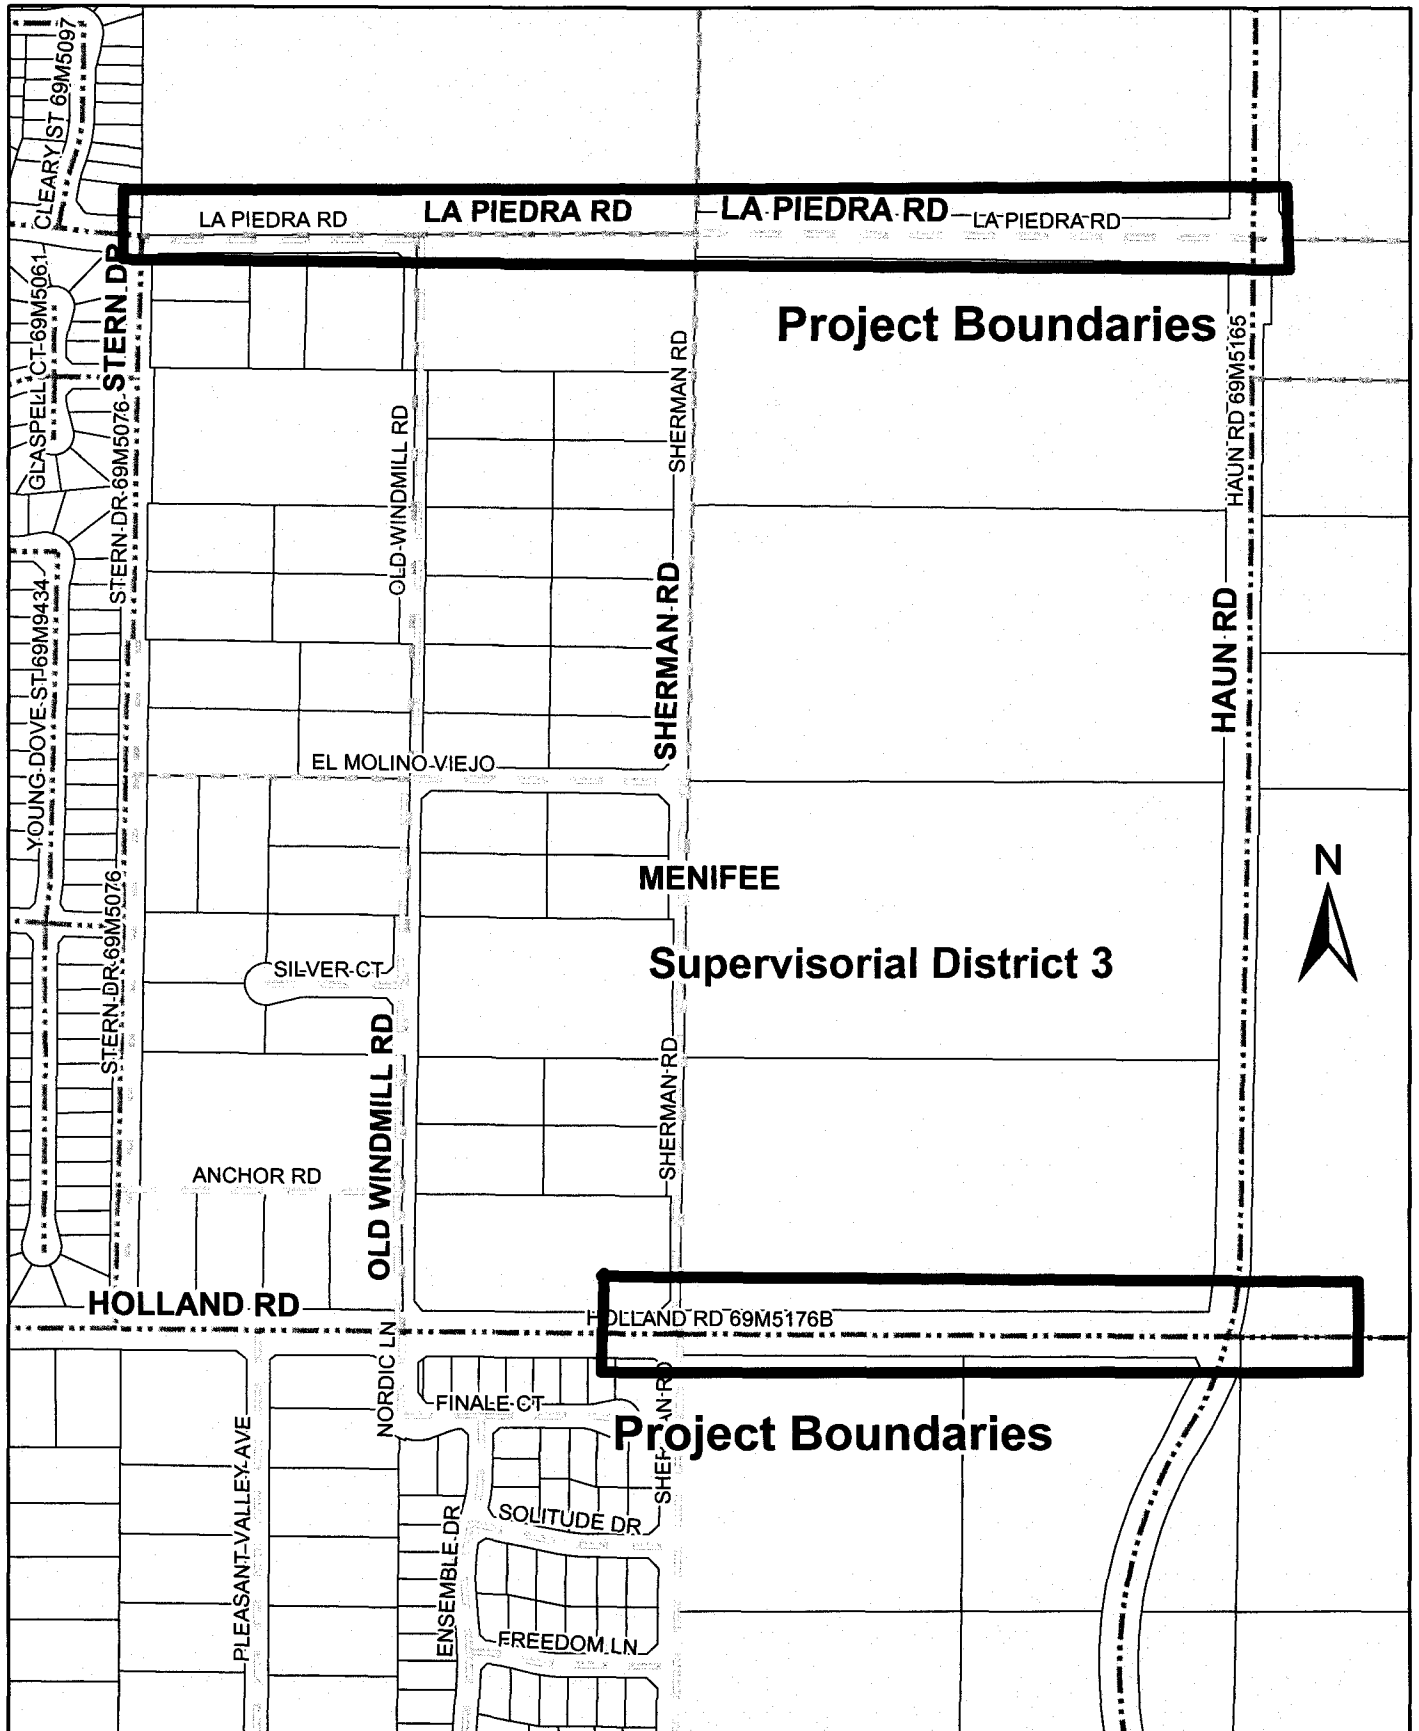 CLEARY ST 69M5097
LA PIEDRA RD
LA PIEDRA RD
LA PIEDRA RD
LA PIEDRA RD
Project Boundaries
STERN DR
GLASPELL CT 69M5061
STERN DR 69M5076
OLD WINDMILL RD
SHERMAN RD
HAUN RD 69M5165
YOUNG DOVE ST 69M9434
SHERMAN RD
HAUN RD
EL MOLINO VIEJO
MENIFEE
N
Supervisorial District 3
SILVER CT
STERN DR 69M5076
OLD WINDMILL RD
SHERMAN RD
ANCHOR RD
HOLLAND RD
HOLLAND RD 69M5176B
NORDIC LN
FINALE CT
SHERMAN RD
Project Boundaries
PLEASANT VALLEY AVE
ENSEMBLE DR
SOLITUDE DR
FREEDOM LN